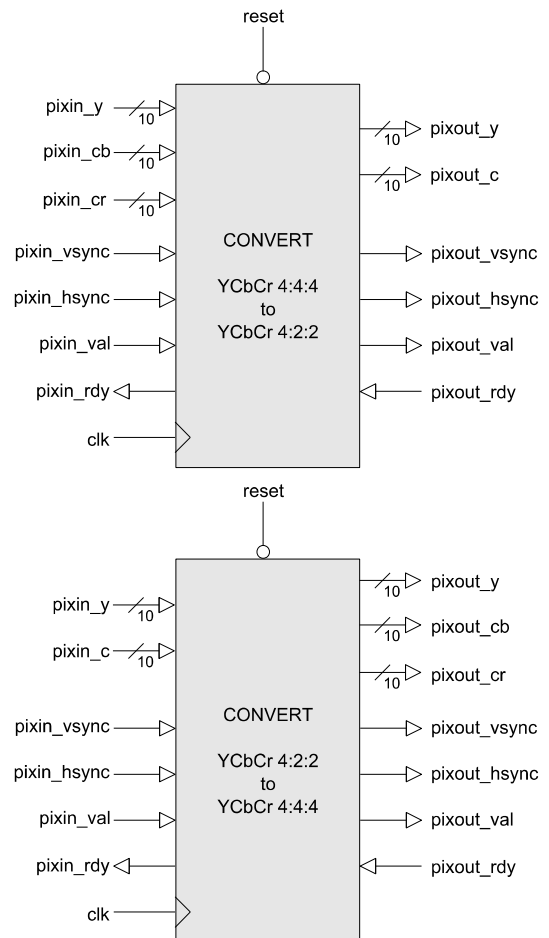 reset
pixin_y
10
pixin_cb
10
pixin_cr
10
pixin_vsync
pixin_hsync
pixin_val
pixin_rdy
clk
CONVERT
YCbCr 4:4:4
to
YCbCr 4:2:2
10
pixout_y
10
pixout_c
pixout_vsync
pixout_hsync
pixout_val
pixout_rdy
reset
pixin_y
10
pixin_c
10
pixin_vsync
pixin_hsync
pixin_val
pixin_rdy
clk
CONVERT
YCbCr 4:2:2
to
YCbCr 4:4:4
10
pixout_y
10
pixout_cb
10
pixout_cr
pixout_vsync
pixout_hsync
pixout_val
pixout_rdy